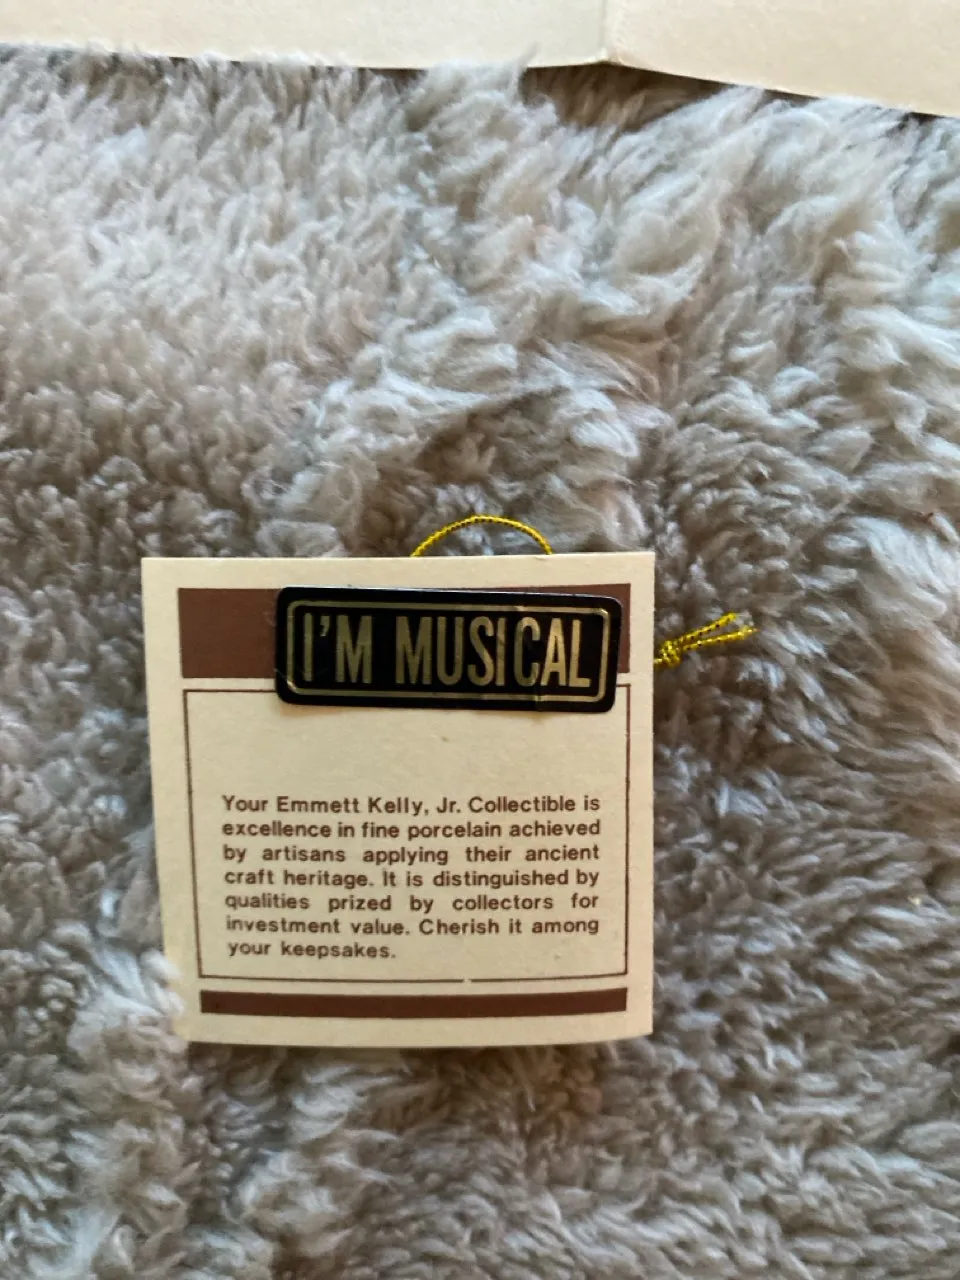 I'M MUSICAL
Your Emmett Kelly, Jr. Collectible is
excellence in fine porcelain achieved
by artisans applying their ancient
craft heritage. It is distinguished by
qualities prized by collectors for
investment value. Cherish it among
your keepsakes.